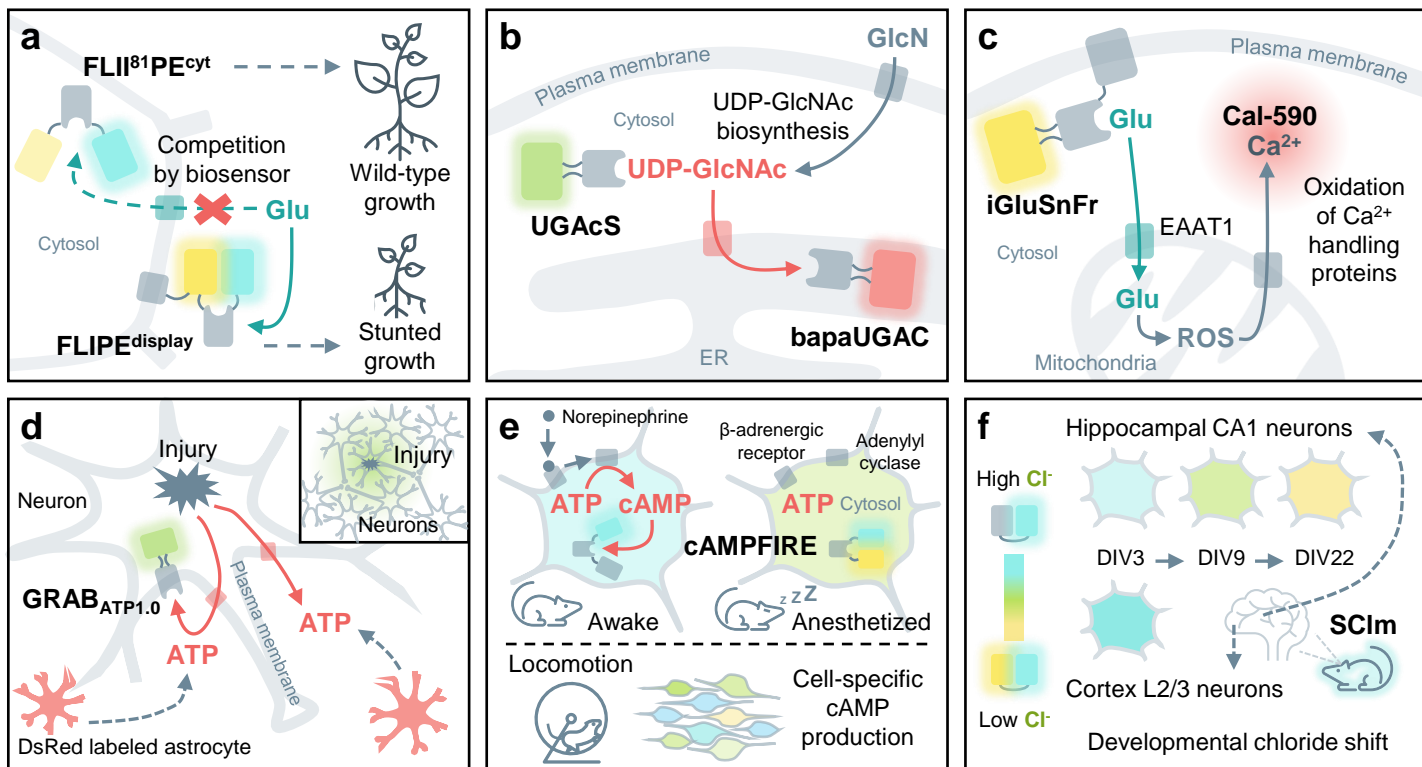 a
FLII⁸¹PEᶜʸᵗ
Competition
by biosensor
Glu
Cytosol
FLIPEᵈⁱˢᵖˡᵃʸ
Wild-type
growth
Stunted
growth
b
Plasma membrane
GlcN
Cytosol
UDP-GlcNAc
biosynthesis
UDP-GlcNAc
UGAcS
bapaUGAC
ER
c
Plasma membrane
Glu
Cal-590
Ca²⁺
iGluSnFr
EAAT1
Cytosol
Oxidation
of Ca²⁺
handling
proteins
Glu
ROS
Mitochondria
d
Injury
Neuron
Injury
Neurons
GRAB_ATP1.0
Plasma membrane
ATP
ATP
DsRed labeled astrocyte
e
Norepinephrine
β-adrenergic
receptor
Adenylyl
cyclase
ATP
cAMP
ATP
Cytosol
cAMPFIRE
z z Z
Awake
Anesthetized
Locomotion
Cell-specific
cAMP
production
f
Hippocampal CA1 neurons
High Cl⁻
DIV3
DIV9
DIV22
SClm
Cortex L2/3 neurons
Low Cl⁻
Developmental chloride shift